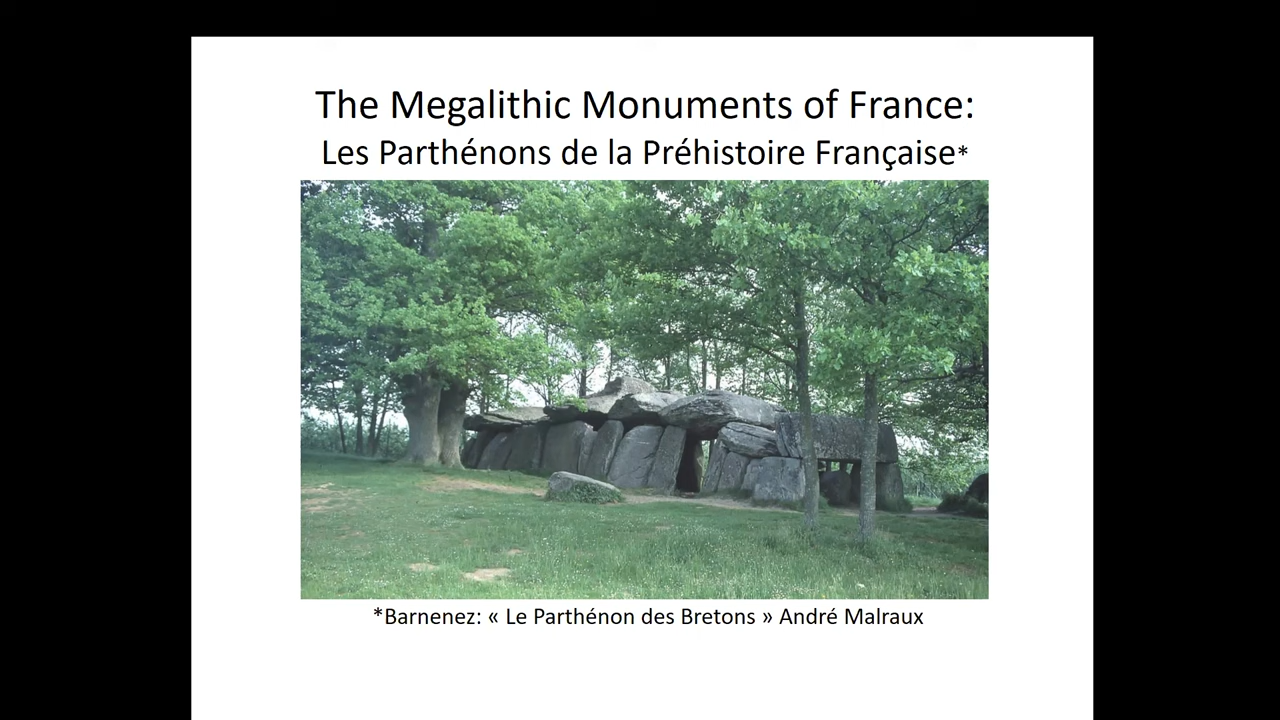 The Megalithic Monuments of France:
Les Parthénons de la Préhistoire Française*
*Barnenez: « Le Parthénon des Bretons » André Malraux